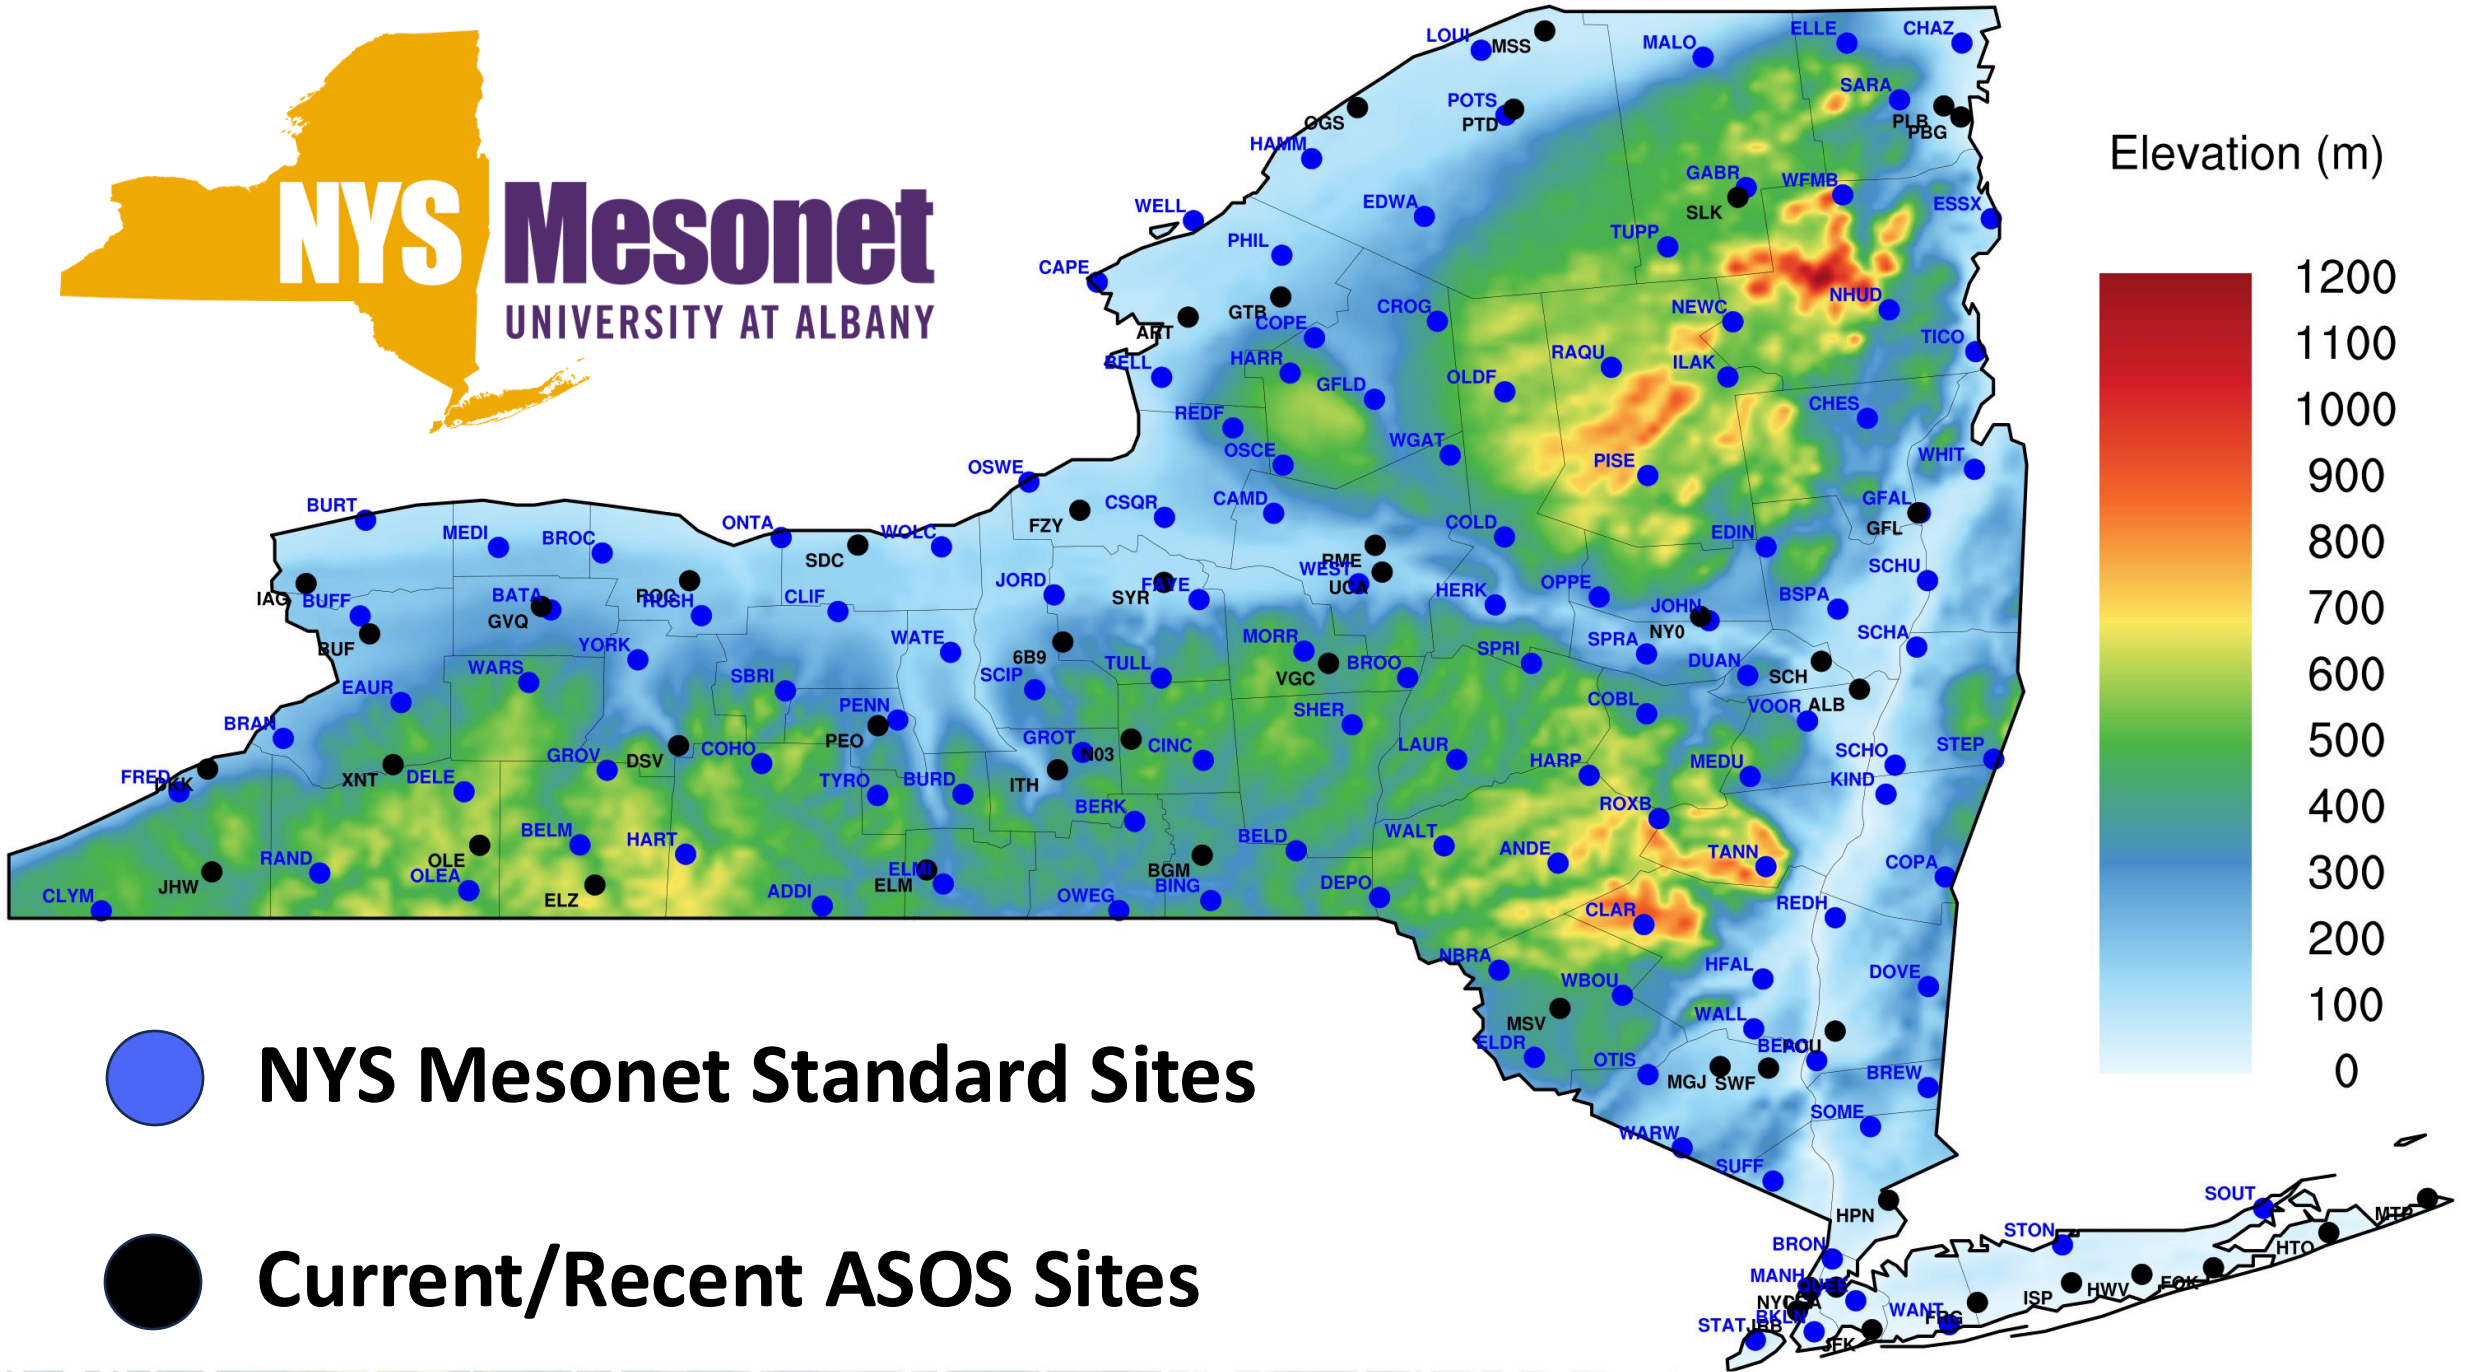 NYS Mesonet
UNIVERSITY AT ALBANY
Elevation (m)
1200
1100
1000
900
800
700
600
500
400
300
200
100
0
LOUI
MSS
MALO
ELLE
CHAZ
SARA
POTS
PTD
OGS
PLB
PBG
HAMM
GABR
SLK
WFMB
ESSX
EDWA
WELL
TUPP
PHIL
CAPE
NHUD
GTB
COPE
CROG
NEWC
ART
TICO
BELL
HARR
RAQU
ILAK
GFLD
OLDF
CHES
REDF
WGAT
OSCE
PISE
WHIT
OSWE
GFAL
GFL
BURT
MEDI
BROC
ONTA
SDC
WOLC
FZY
CSQR
CAMD
COLD
EDIN
RME
WEST
UCA
SCHU
IAG
BUFF
BUF
BATA
GVQ
ROC
RUSH
CLIF
JORD
SYR
FAYE
HERK
OPPE
JOHN
NY0
BSPA
YORK
WATE
6B9
MORR
SPRI
SPRA
SCHA
WARS
SBRI
SCIP
TULL
VGC
BROO
DUAN
SCH
EAUR
PENN
PEO
SHER
COBL
VOOR
ALB
BRAN
GROV
DSV
COHO
GROT
N03
CINC
LAUR
HARP
MEDU
SCHO
STEP
FRED
DKK
XNT
DELE
TYRO
BURD
ITH
KIND
BERK
ROXB
BELM
HART
BELD
WALT
ANDE
TANN
OLE
OLEA
COPA
JHW
RAND
ELMI
ELM
BGM
BING
CLYM
ELZ
ADDI
OWEG
DEPO
CLAR
REDH
NBRA
WBOU
HFAL
DOVE
MSV
WALL
ELDR
BEAC
POU
OTIS
MGJ
SWF
BREW
SOME
WARW
SUFF
HPN
SOUT
MTP
STON
HTO
BRON
MANH
QUEE
NYC
LGA
ISP
HWV
FOK
WANT
FRG
STAT
JRB
BKLN
JFK
NYS Mesonet Standard Sites
Current/Recent ASOS Sites